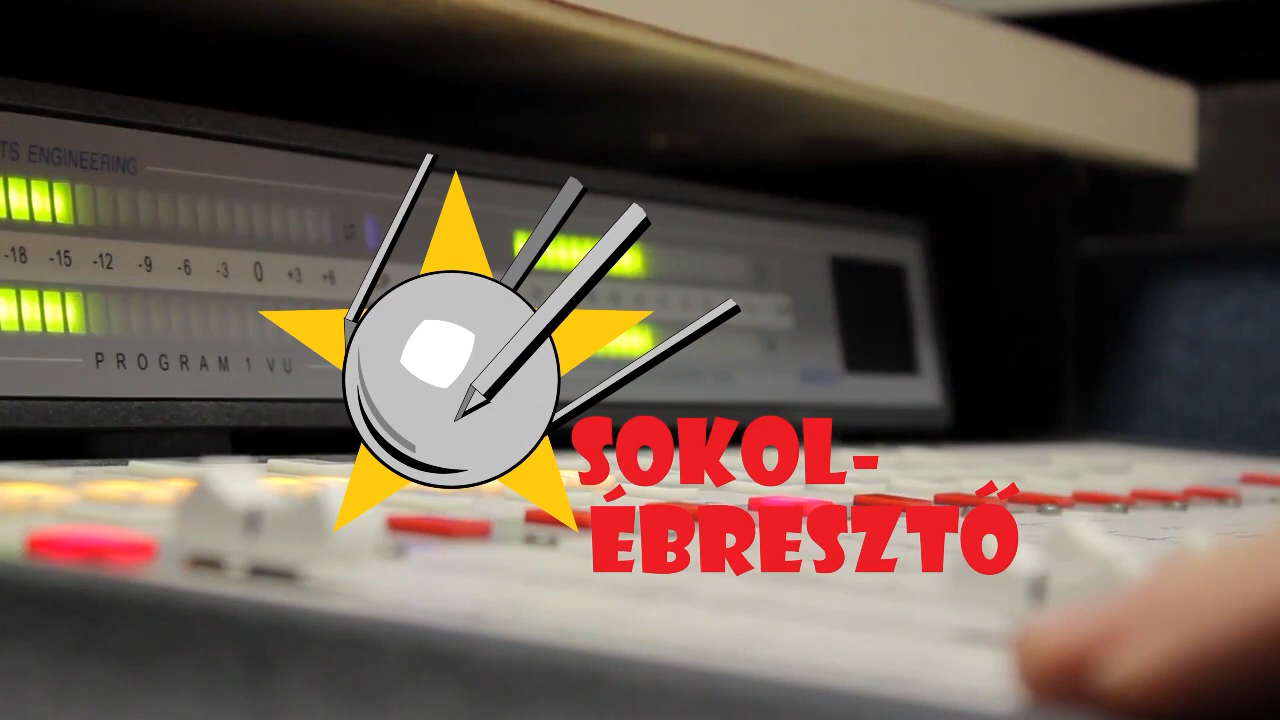 TS ENGINEERING
-18 -15 -12 -9 -6 -3 0 +3 +6
PROGRAM 1 VU
SOKOL-
ÉBRESZTŐ